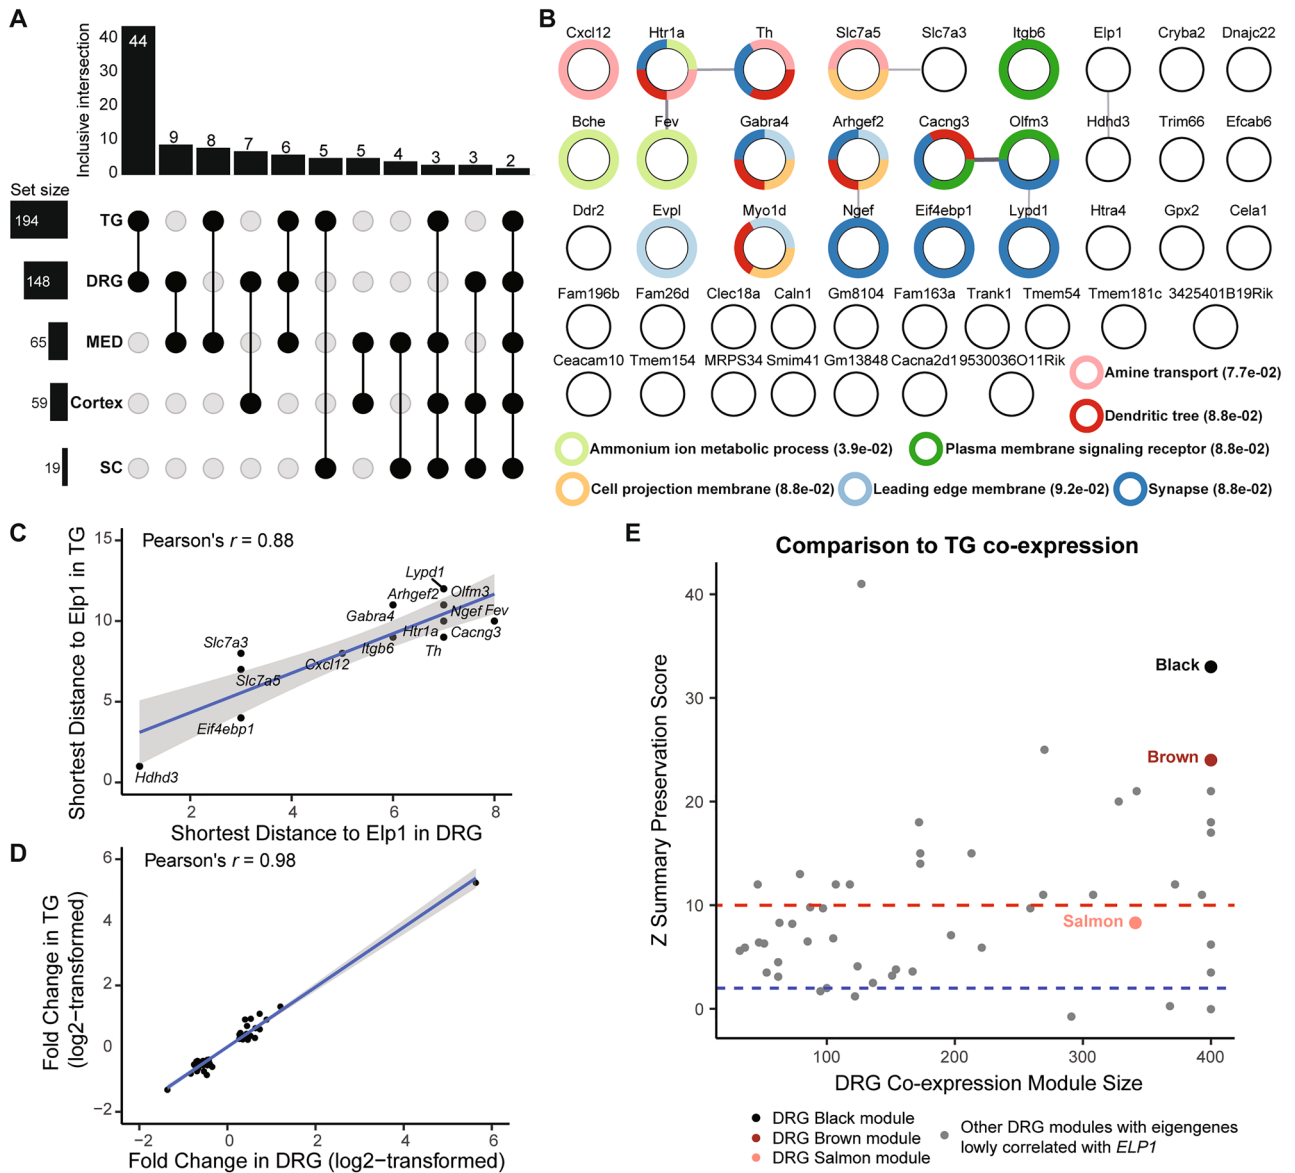 A
Inclusive intersection
40
30
20
10
0
44
9
8
7
6
5
5
4
3
3
2
Set size
194
TG
148
DRG
65
MED
59
Cortex
19
SC
B
Cxcl12
Htr1a
Th
Slc7a5
Slc7a3
Itgb6
Elp1
Cryba2
Dnajc22
Bche
Fev
Gabra4
Arhgef2
Cacng3
Olfm3
Hdhd3
Trim66
Efcab6
Ddr2
Evpl
Myo1d
Ngef
Eif4ebp1
Lypd1
Htra4
Gpx2
Cela1
Fam196b
Fam26d
Clec18a
Caln1
Gm8104
Fam163a
Trank1
Tmem54
Tmem181c
3425401B19Rik
Ceacam10
Tmem154
MRPS34
Smim41
Gm13848
Cacna2d1
9530036O11Rik
Amine transport (7.7e-02)
Dendritic tree (8.8e-02)
Ammonium ion metabolic process (3.9e-02)
Plasma membrane signaling receptor (8.8e-02)
Cell projection membrane (8.8e-02)
Leading edge membrane (9.2e-02)
Synapse (8.8e-02)
C
Pearson's r = 0.88
Shortest Distance to Elp1 in TG
15
10
5
0
Lypd1
Arhgef2
Olfm3
Gabra4
Ngef
Fev
Htr1a
Cacng3
Itgb6
Th
Slc7a3
Cxcl12
Slc7a5
Eif4ebp1
Hdhd3
2
4
6
8
Shortest Distance to Elp1 in DRG
D
Pearson's r = 0.98
Fold Change in TG
(log2−transformed)
6
4
2
0
−2
−2
0
2
4
6
Fold Change in DRG (log2−transformed)
E
Comparison to TG co-expression
Z Summary Preservation Score
40
30
20
10
0
Black
Brown
Salmon
100
200
300
400
DRG Co-expression Module Size
DRG Black module
DRG Brown module
DRG Salmon module
Other DRG modules with eigengenes
lowly correlated with ELP1